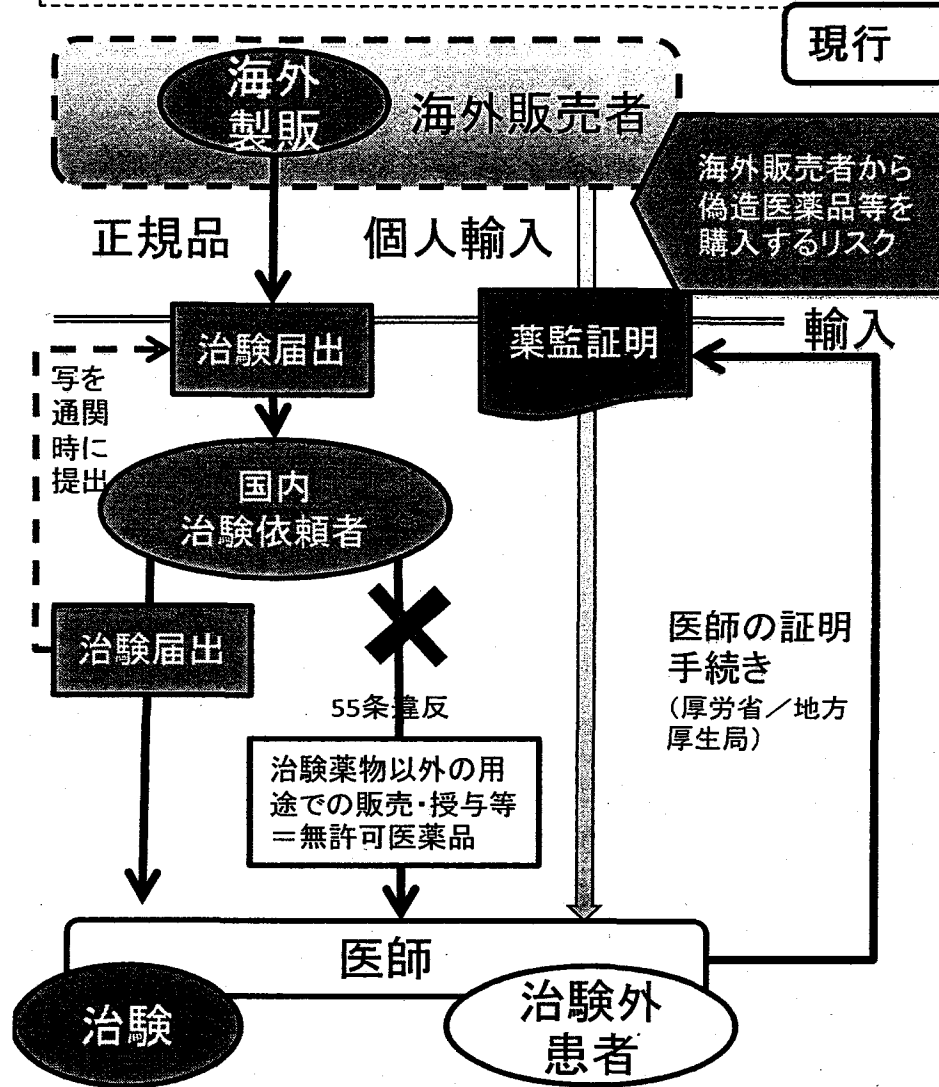 現行
海外
製販
海外販売者
海外販売者から
偽造医薬品等を
購入するリスク
正規品
個人輸入
治験届出
薬監証明
輸入
写を
通関
時に
提出
国内
治験依頼者
治験届出
医師の証明
手続き
(厚労省/地方
厚生局)
55条違反
治験薬物以外の用
途での販売・授与等
=無許可医薬品
医師
治験
治験外
患者